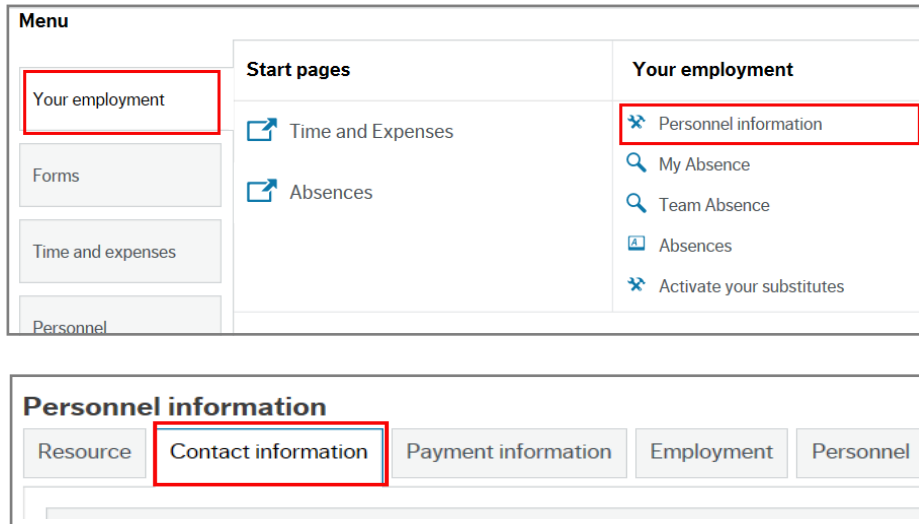 Menu
Your employment
Forms
Time and expenses
Personnel
Start pages
Time and Expenses
Absences
Your employment
Personnel information
My Absence
Team Absence
Absences
Activate your substitutes
Personnel information
Resource
Contact information
Payment information
Employment
Personnel